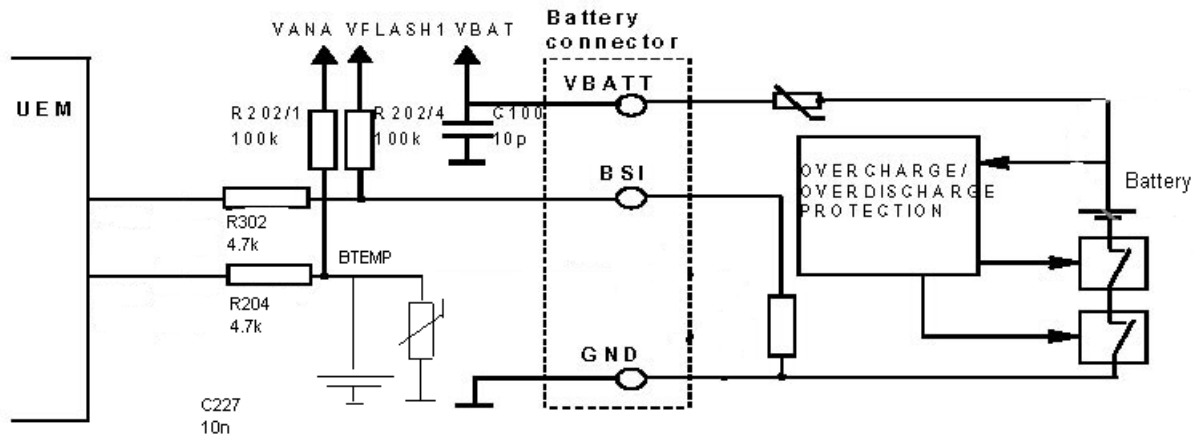 VANA VFLASH1 VBAT
Battery
connector
UEM
R202/1
100k
R202/4
100k
C100
10p
VBATT
BSI
OVERCHARGE/
OVERDISCHARGE
PROTECTION
Battery
R302
4.7k
BTEMP
R204
4.7k
GND
C227
10n